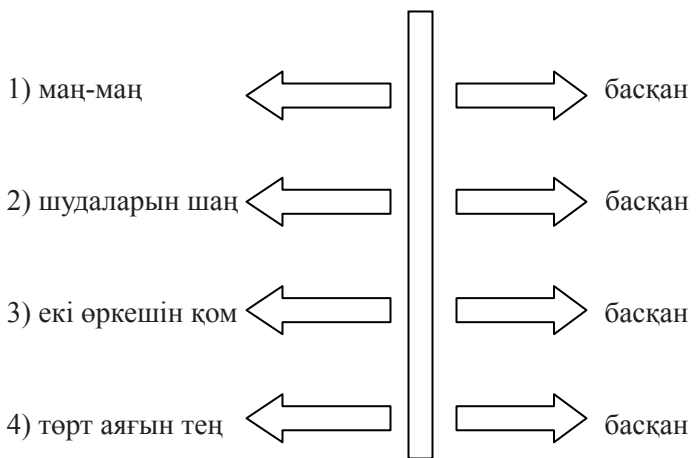 1) маң-маң басқан
2) шудаларын шаң басқан
3) екі өркешін қом басқан
4) төрт аяғын тең басқан